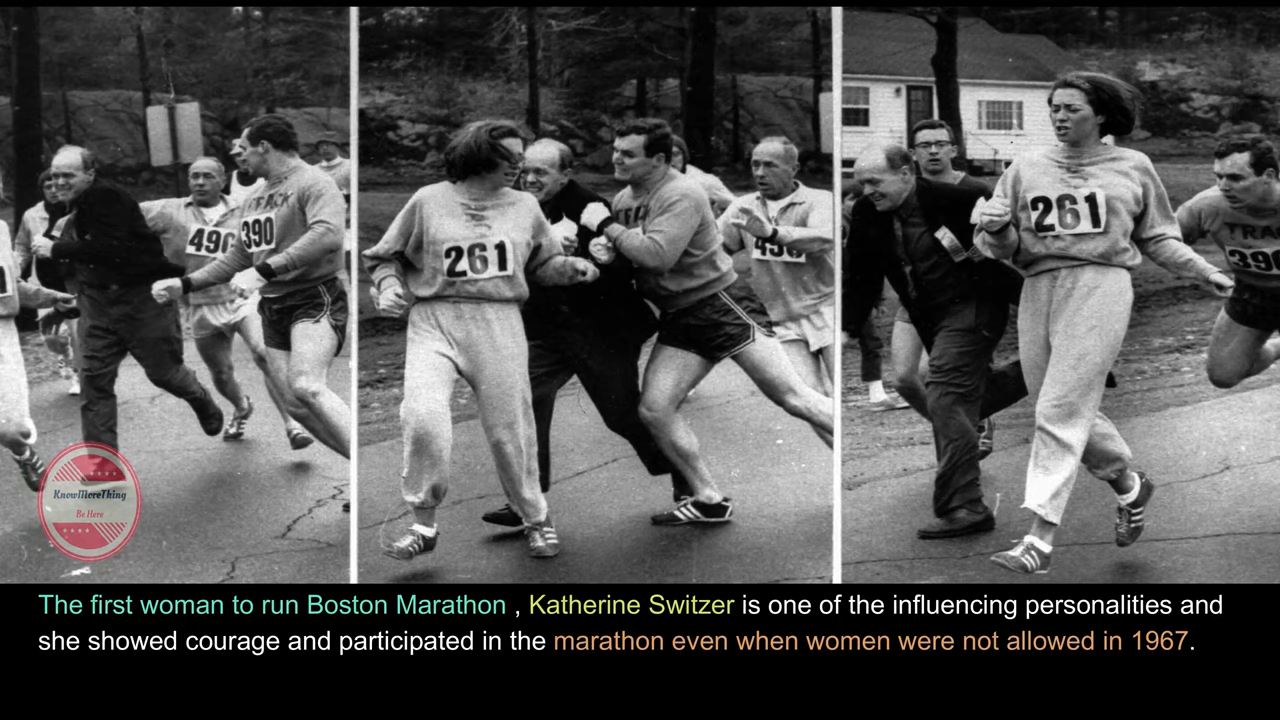 490
390
261
TRACK
261
390
KnowMoreThing
Be Here
The first woman to run Boston Marathon , Katherine Switzer is one of the influencing personalities and
she showed courage and participated in the marathon even when women were not allowed in 1967.